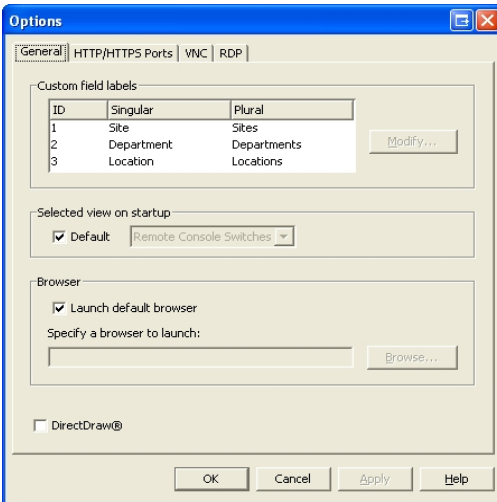 Options
General HTTP/HTTPS Ports VNC RDP
Custom field labels
ID Singular Plural
1 Site Sites
2 Department Departments
3 Location Locations
Modify...
Selected view on startup
Default Remote Console Switches
Browser
Launch default browser
Specify a browser to launch:
Browse...
DirectDraw®
OK Cancel Apply Help